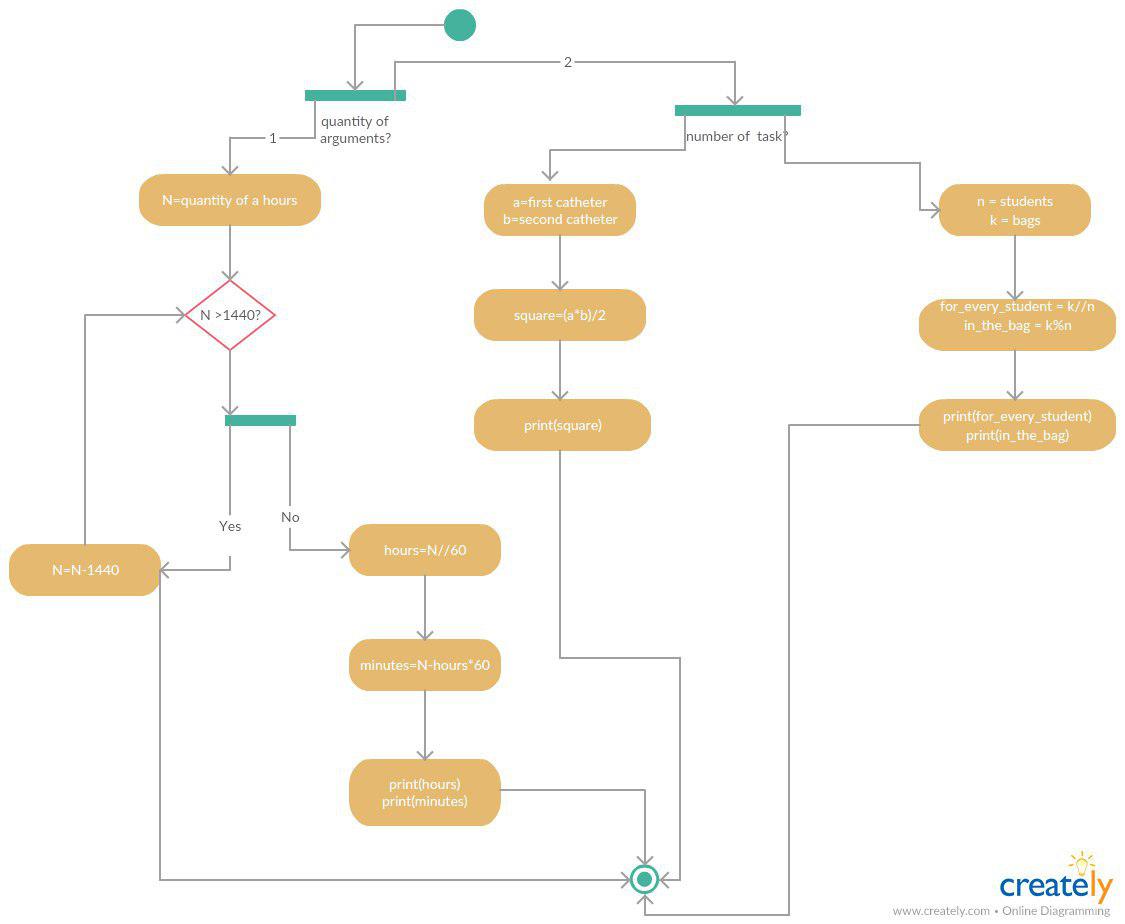 2
quantity of
arguments?
1
number of task?
N=quantity of a hours
a=first catheter
b=second catheter
n = students
k = bags
N >1440?
square=(a*b)/2
for_every_student = k//n
in_the_bag = k%n
print(square)
print(for_every_student)
print(in_the_bag)
Yes
No
N=N-1440
hours=N//60
minutes=N-hours*60
print(hours)
print(minutes)
creately
www.creately.com • Online Diagramming